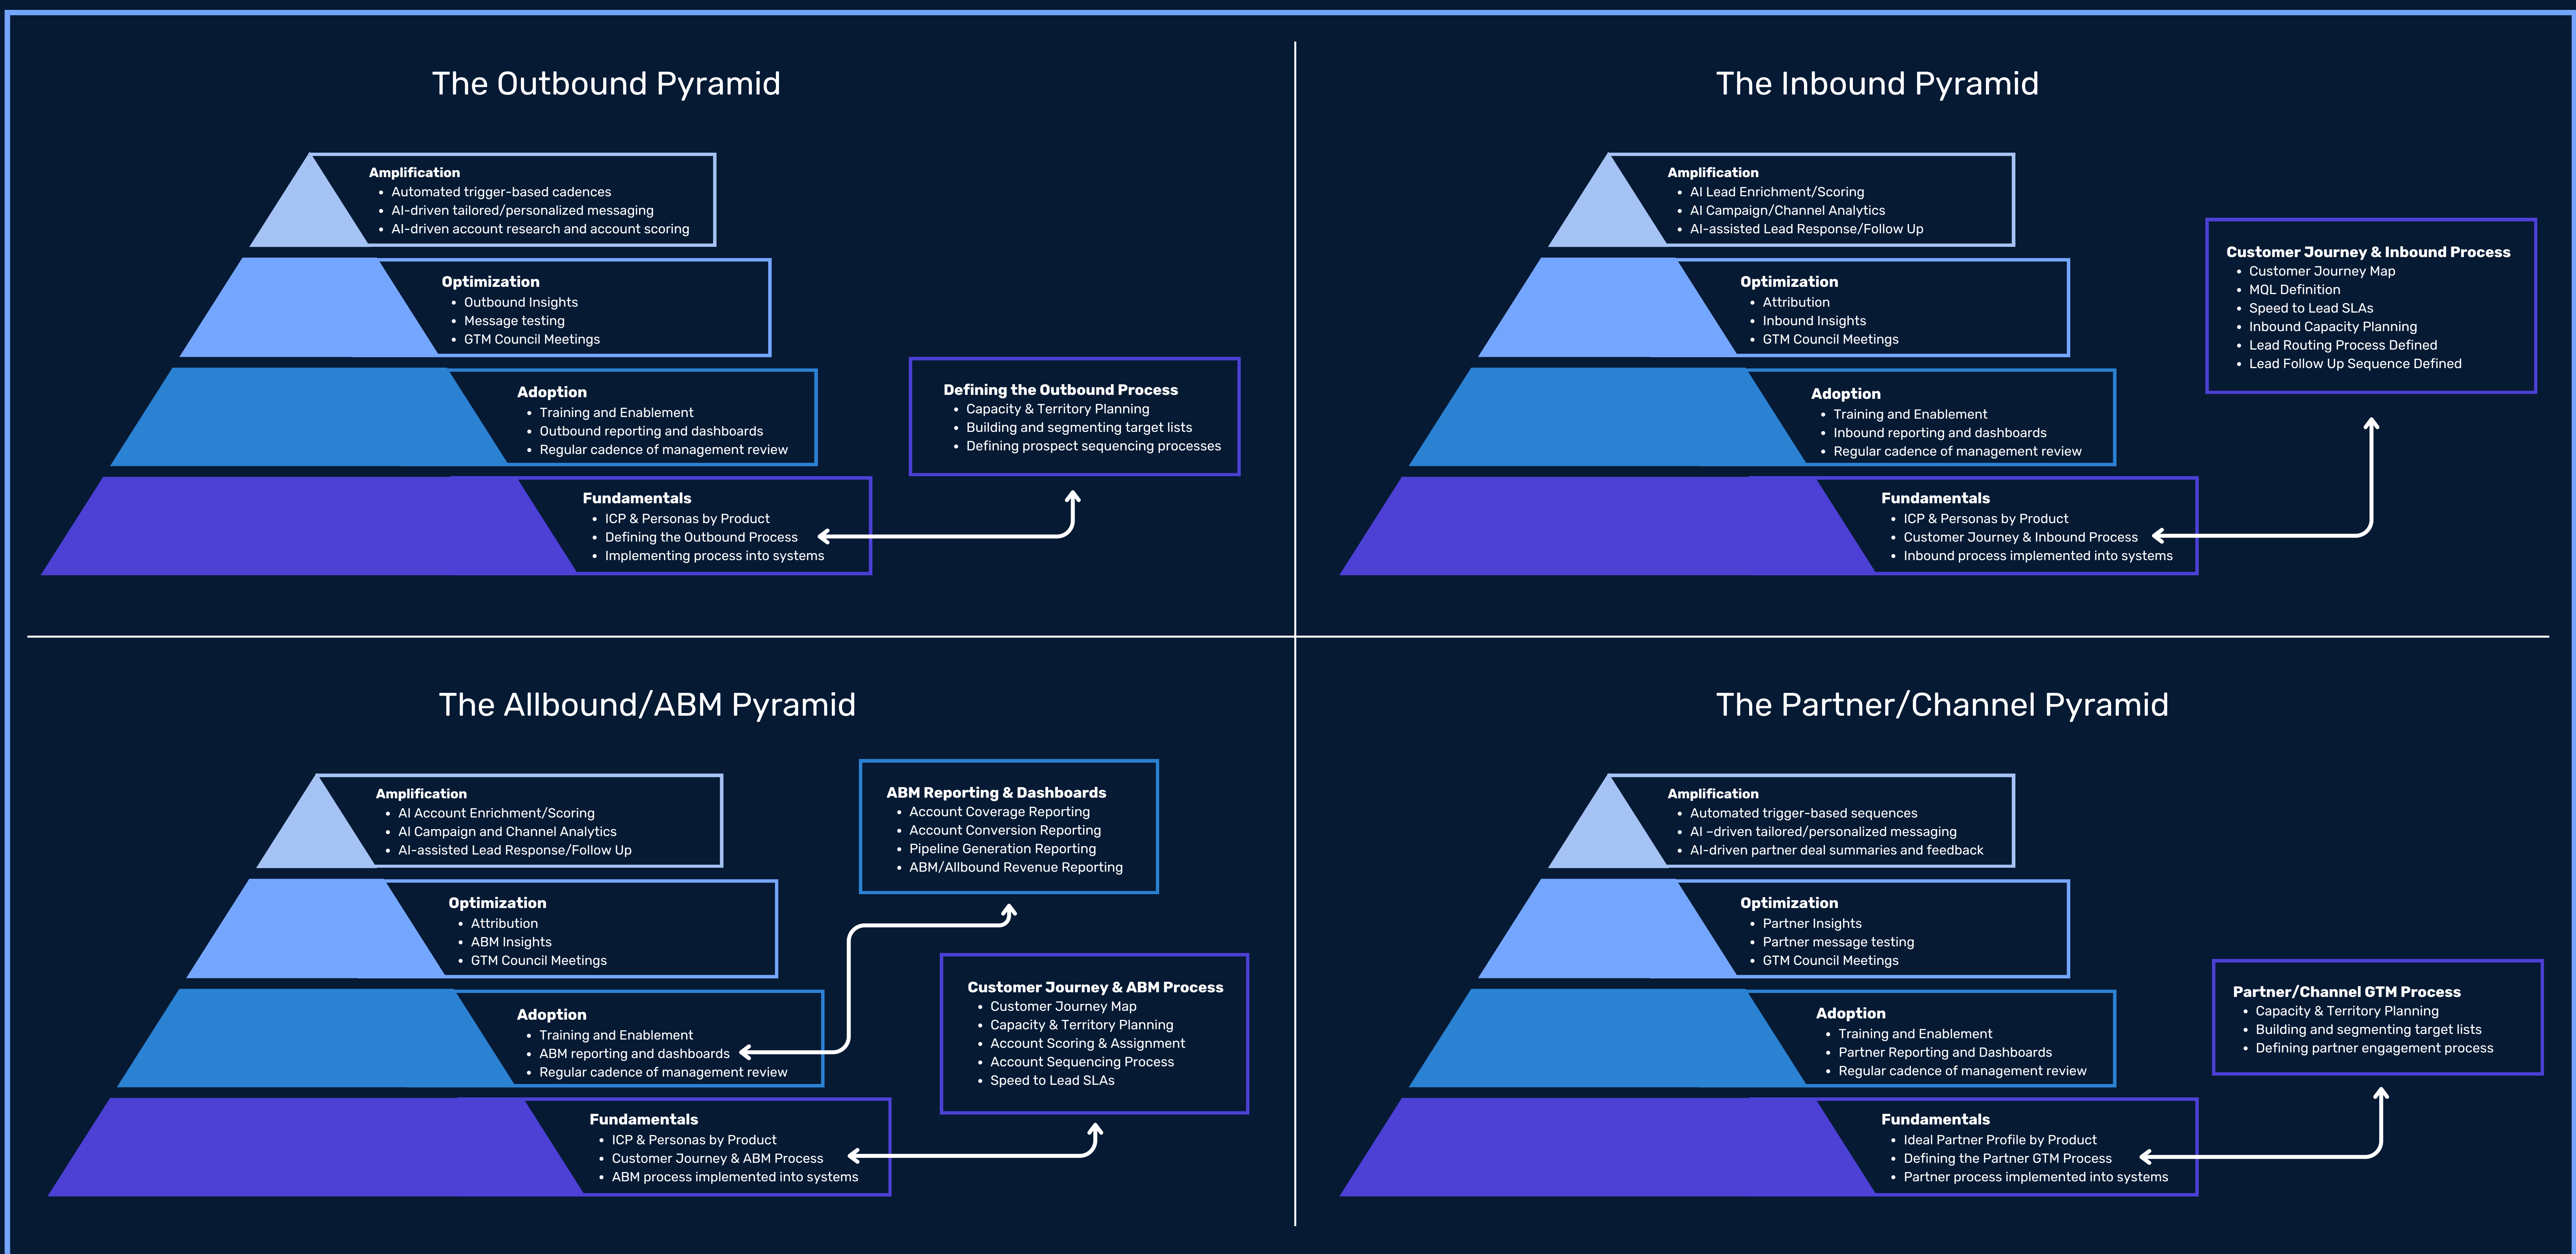 The Outbound Pyramid
Amplification
• Automated trigger-based cadences
• AI-driven tailored/personalized messaging
• AI-driven account research and account scoring
Optimization
• Outbound Insights
• Message testing
• GTM Council Meetings
Adoption
• Training and Enablement
• Outbound reporting and dashboards
• Regular cadence of management review
Fundamentals
• ICP & Personas by Product
• Defining the Outbound Process
• Implementing process into systems
Defining the Outbound Process
• Capacity & Territory Planning
• Building and segmenting target lists
• Defining prospect sequencing processes
The Inbound Pyramid
Amplification
• AI Lead Enrichment/Scoring
• AI Campaign/Channel Analytics
• AI-assisted Lead Response/Follow Up
Optimization
• Attribution
• Inbound Insights
• GTM Council Meetings
Adoption
• Training and Enablement
• Inbound reporting and dashboards
• Regular cadence of management review
Fundamentals
• ICP & Personas by Product
• Customer Journey & Inbound Process
• Inbound process implemented into systems
Customer Journey & Inbound Process
• Customer Journey Map
• MQL Definition
• Speed to Lead SLAs
• Inbound Capacity Planning
• Lead Routing Process Defined
• Lead Follow Up Sequence Defined
The Allbound/ABM Pyramid
Amplification
• AI Account Enrichment/Scoring
• AI Campaign and Channel Analytics
• AI-assisted Lead Response/Follow Up
Optimization
• Attribution
• ABM Insights
• GTM Council Meetings
Adoption
• Training and Enablement
• ABM reporting and dashboards
• Regular cadence of management review
Fundamentals
• ICP & Personas by Product
• Customer Journey & ABM Process
• ABM process implemented into systems
ABM Reporting & Dashboards
• Account Coverage Reporting
• Account Conversion Reporting
• Pipeline Generation Reporting
• ABM/Allbound Revenue Reporting
Customer Journey & ABM Process
• Customer Journey Map
• Capacity & Territory Planning
• Account Scoring & Assignment
• Account Sequencing Process
• Speed to Lead SLAs
The Partner/Channel Pyramid
Amplification
• Automated trigger-based sequences
• AI –driven tailored/personalized messaging
• AI-driven partner deal summaries and feedback
Optimization
• Partner Insights
• Partner message testing
• GTM Council Meetings
Adoption
• Training and Enablement
• Partner Reporting and Dashboards
• Regular cadence of management review
Fundamentals
• Ideal Partner Profile by Product
• Defining the Partner GTM Process
• Partner process implemented into systems
Partner/Channel GTM Process
• Capacity & Territory Planning
• Building and segmenting target lists
• Defining partner engagement process